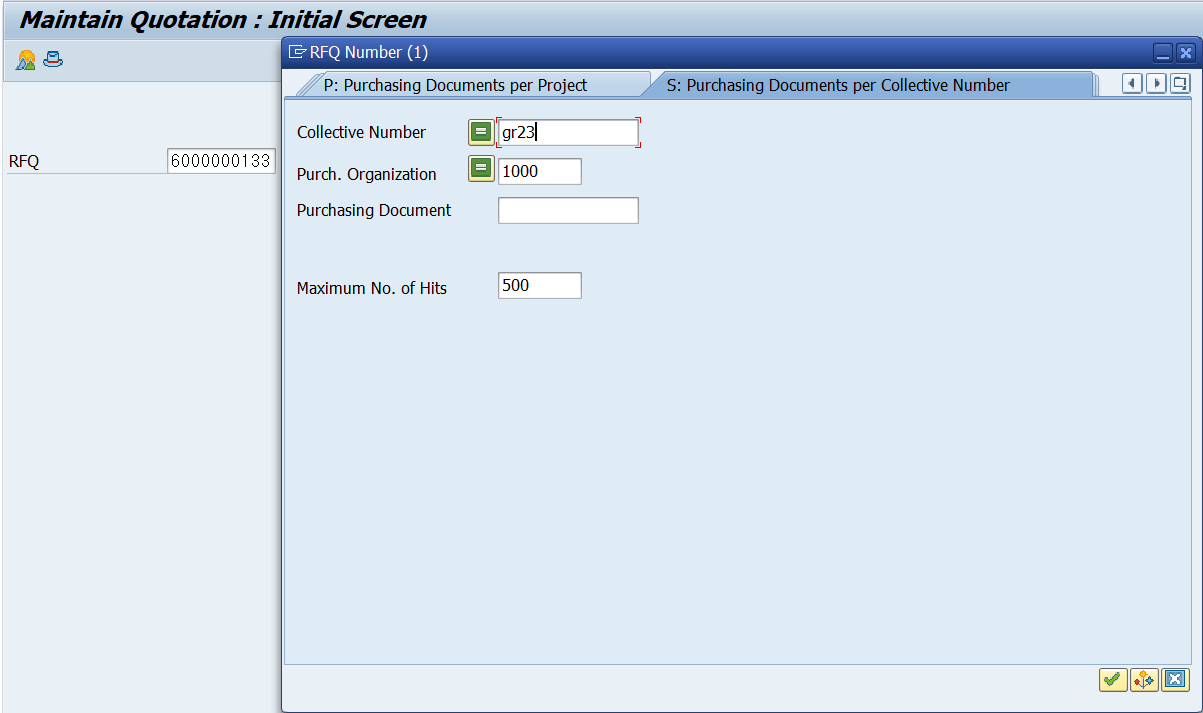 Maintain Quotation : Initial Screen
RFQ Number (1)
P: Purchasing Documents per Project
S: Purchasing Documents per Collective Number
Collective Number
gr23
RFQ
6000000133
Purch. Organization
1000
Purchasing Document
Maximum No. of Hits
500